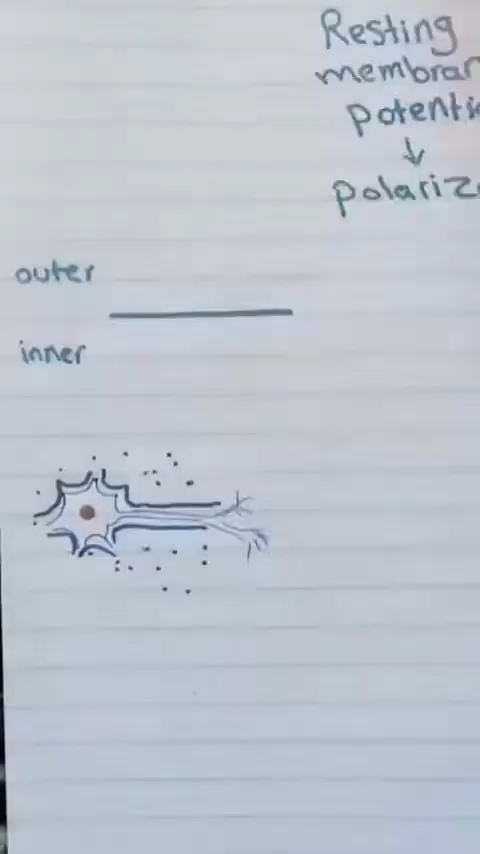 Resting
membran
potenti
↓
polariz
outer
inner